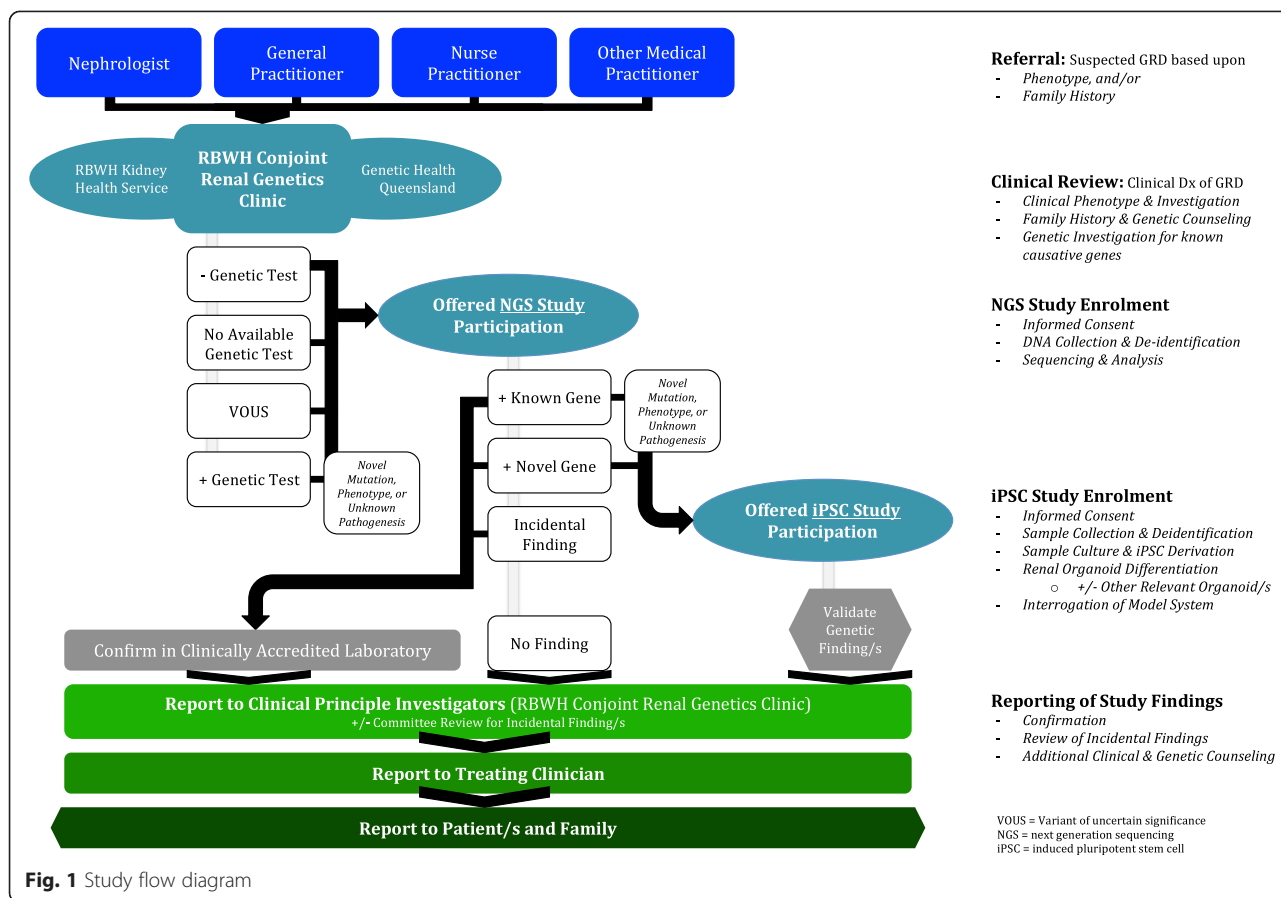 Nephrologist
General
Practitioner
Nurse
Practitioner
Other Medical
Practitioner
Referral: Suspected GRD based upon
- Phenotype, and/or
- Family History
RBWH Kidney
Health Service
RBWH Conjoint
Renal Genetics
Clinic
Genetic Health
Queensland
Clinical Review: Clinical Dx of GRD
- Clinical Phenotype & Investigation
- Family History & Genetic Counseling
- Genetic Investigation for known
causative genes
- Genetic Test
No Available
Genetic Test
VOUS
+ Genetic Test
Novel
Mutation,
Phenotype, or
Unknown
Pathogenesis
Offered NGS Study
Participation
NGS Study Enrolment
- Informed Consent
- DNA Collection & De-identification
- Sequencing & Analysis
+ Known Gene
Novel
Mutation,
Phenotype, or
Unknown
Pathogenesis
+ Novel Gene
Incidental
Finding
No Finding
Offered iPSC Study
Participation
iPSC Study Enrolment
- Informed Consent
- Sample Collection & Deidentification
- Sample Culture & iPSC Derivation
- Renal Organoid Differentiation
o +/- Other Relevant Organoid/s
- Interrogation of Model System
Confirm in Clinically Accredited Laboratory
Validate
Genetic
Finding/s
Report to Clinical Principle Investigators (RBWH Conjoint Renal Genetics Clinic)
+/- Committee Review for Incidental Finding/s
Report to Treating Clinician
Report to Patient/s and Family
Reporting of Study Findings
- Confirmation
- Review of Incidental Findings
- Additional Clinical & Genetic Counseling
VOUS = Variant of uncertain significance
NGS = next generation sequencing
iPSC = induced pluripotent stem cell
Fig. 1 Study flow diagram